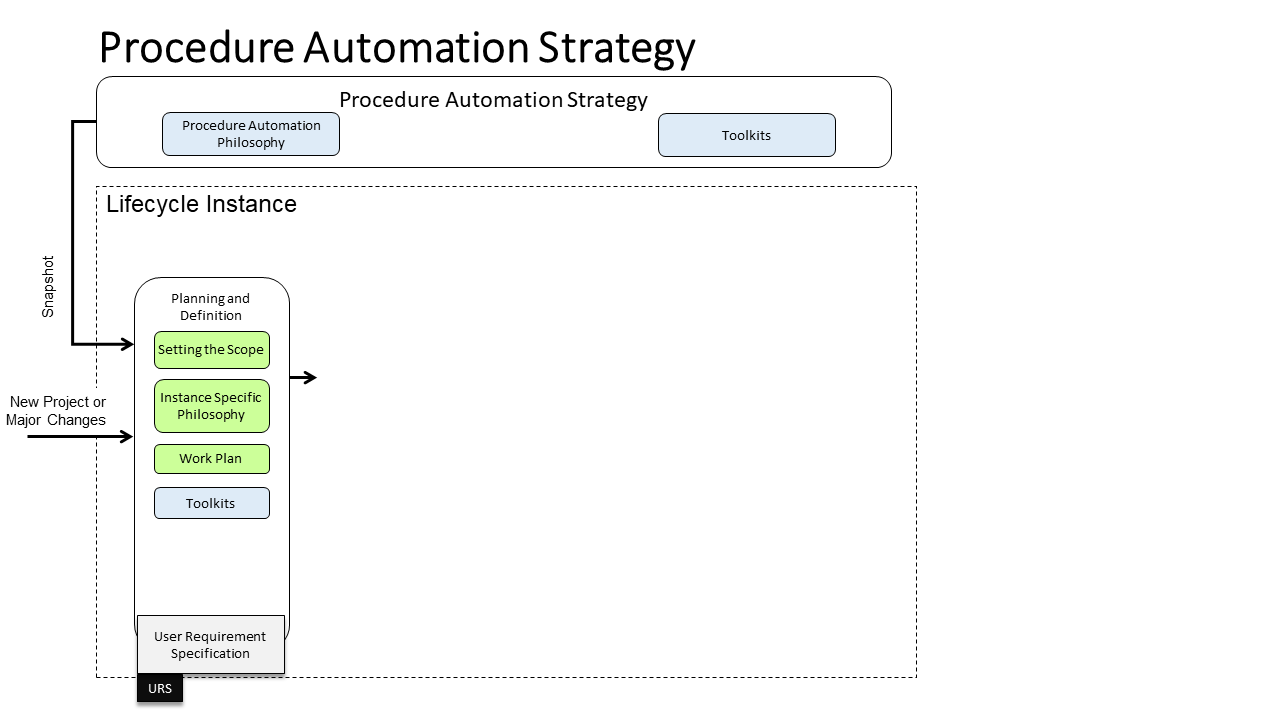 Procedure Automation Strategy
Procedure Automation Strategy
Procedure Automation
Philosophy
Toolkits
Lifecycle Instance
Snapshot
Planning and
Definition
Setting the Scope
Instance Specific
Philosophy
New Project or
Major Changes
Work Plan
Toolkits
User Requirement
Specification
URS